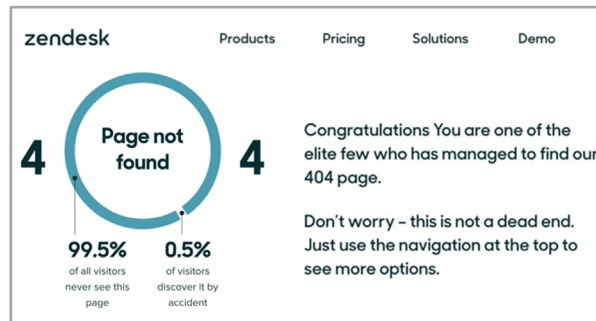 zendesk
Products Pricing Solutions Demo
4
Page not
found
4
99.5%
of all visitors
never see this
page
0.5%
of visitors
discover it by
accident
Congratulations You are one of the
elite few who has managed to find our
404 page.
Don't worry – this is not a dead end.
Just use the navigation at the top to
see more options.